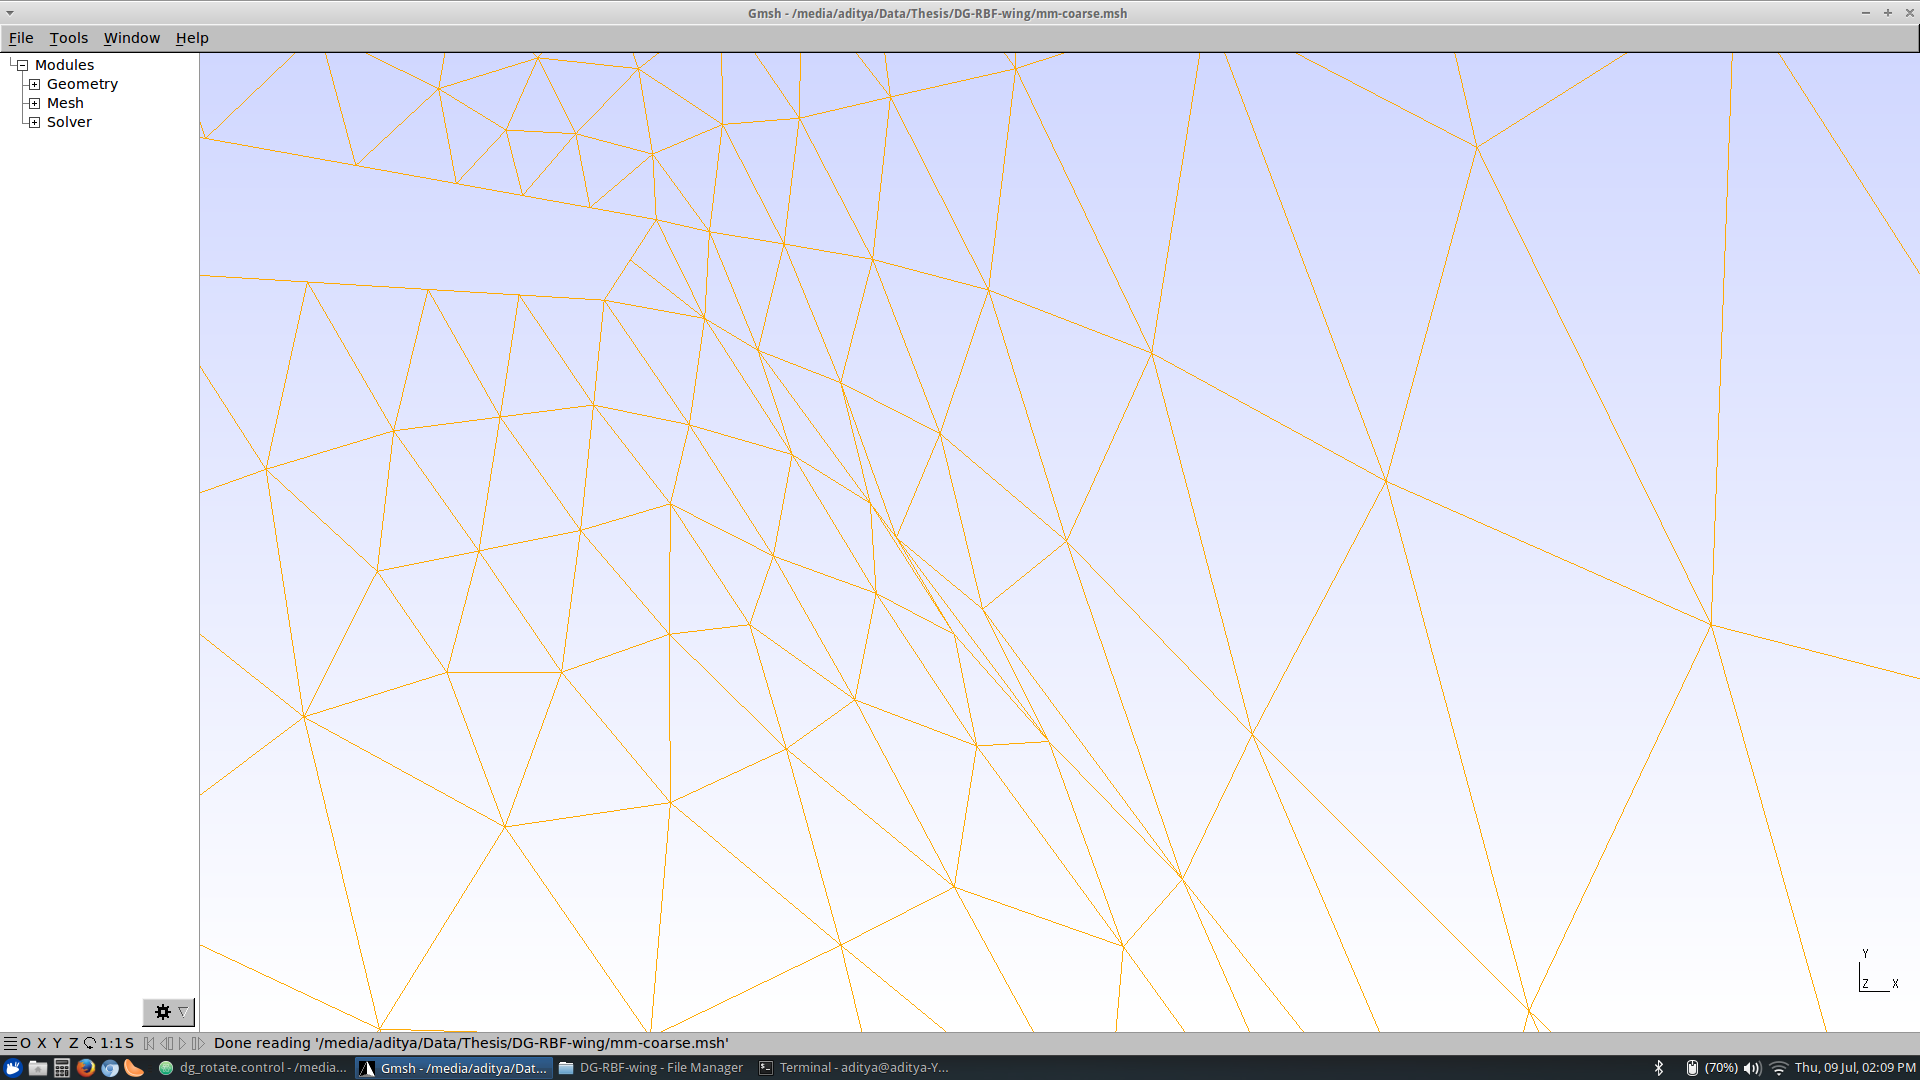 Gmsh - /media/aditya/Data/Thesis/DG-RBF-wing/mm-coarse.msh
File Tools Window Help
Modules
Geometry
Mesh
Solver
Y
Z X
O X Y Z 1:1 S Done reading '/media/aditya/Data/Thesis/DG-RBF-wing/mm-coarse.msh'
dg_rotate.control - /media... Gmsh - /media/aditya/Dat... DG-RBF-wing - File Manager Terminal - aditya@aditya-Y... (70%) Thu, 09 Jul, 02:09 PM